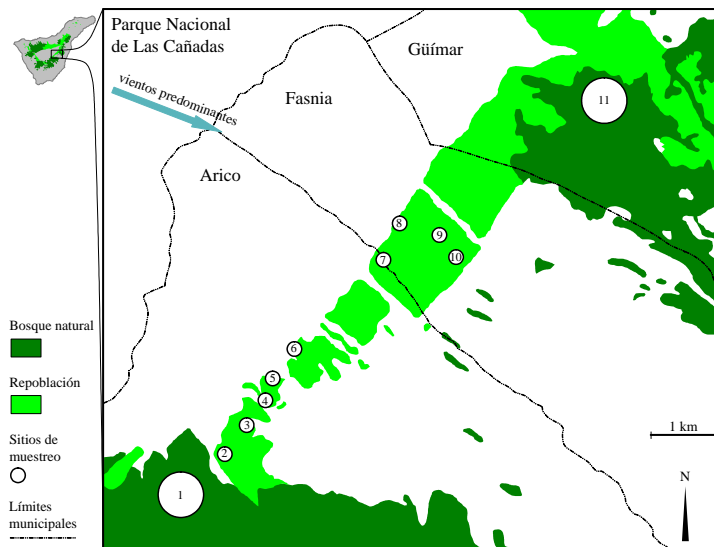 Parque Nacional
de Las Cañadas
Güímar
vientos predominantes
Fasnia
11
Arico
8
9
7
10
Bosque natural
6
Repoblación
5
4
3
Sitios de
muestreo
1 km
2
N
1
Límites
municipales